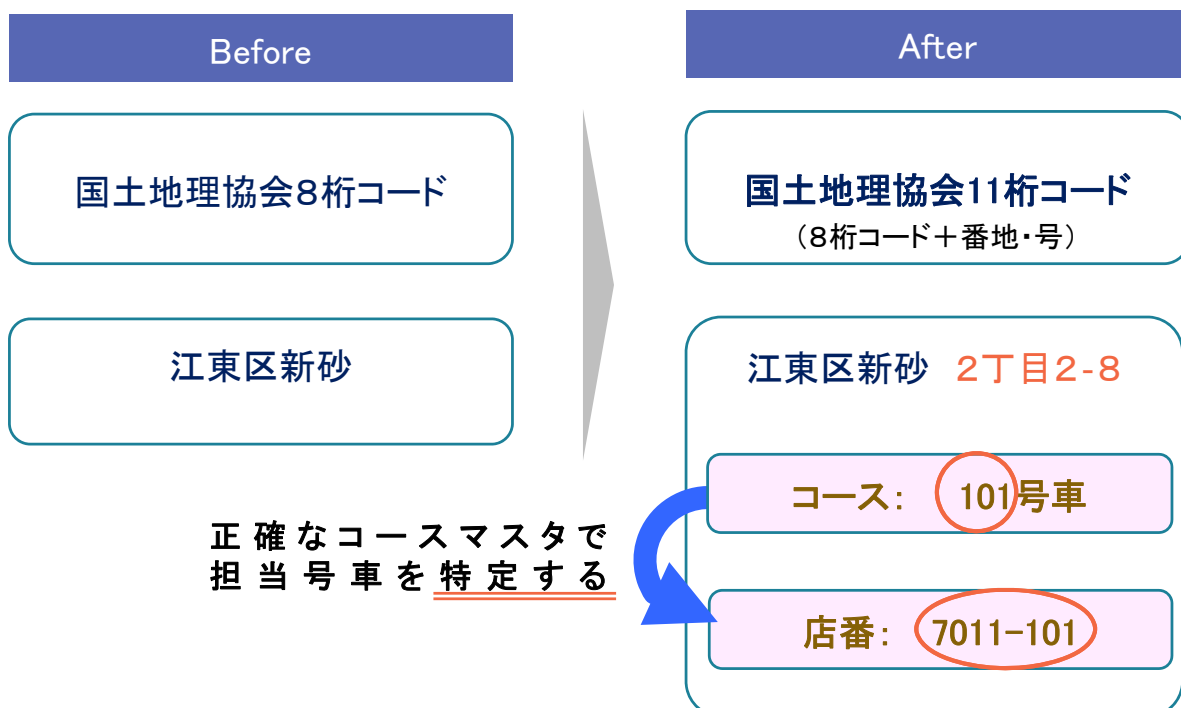 Before
国土地理協会8桁コード
江東区新砂
正確なコースマスタで
担当号車を特定する
After
国土地理協会11桁コード
（8桁コード＋番地・号）
江東区新砂 2丁目2-8
コース： 101号車
店番： 7011-101